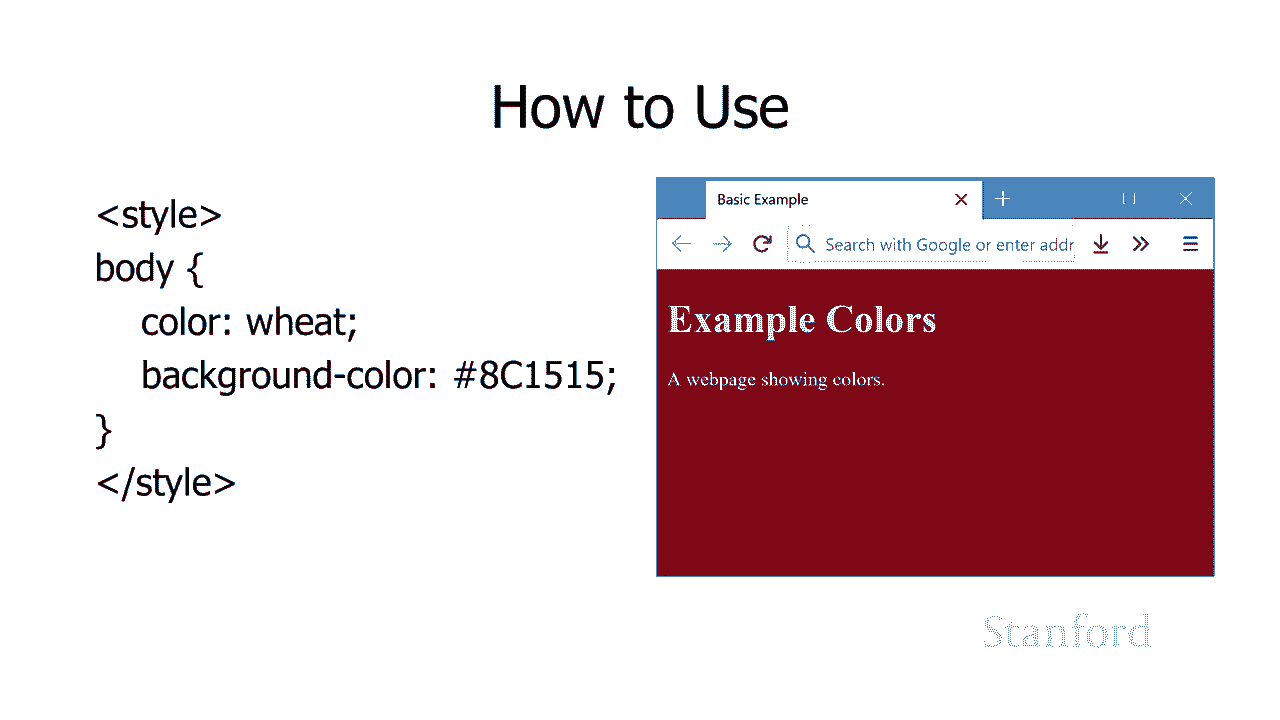 How to Use
<style>
body {
color: wheat;
background-color: #8C1515;
}
</style>
Basic Example
Search with Google or enter addr
Example Colors
A webpage showing colors.
Stanford